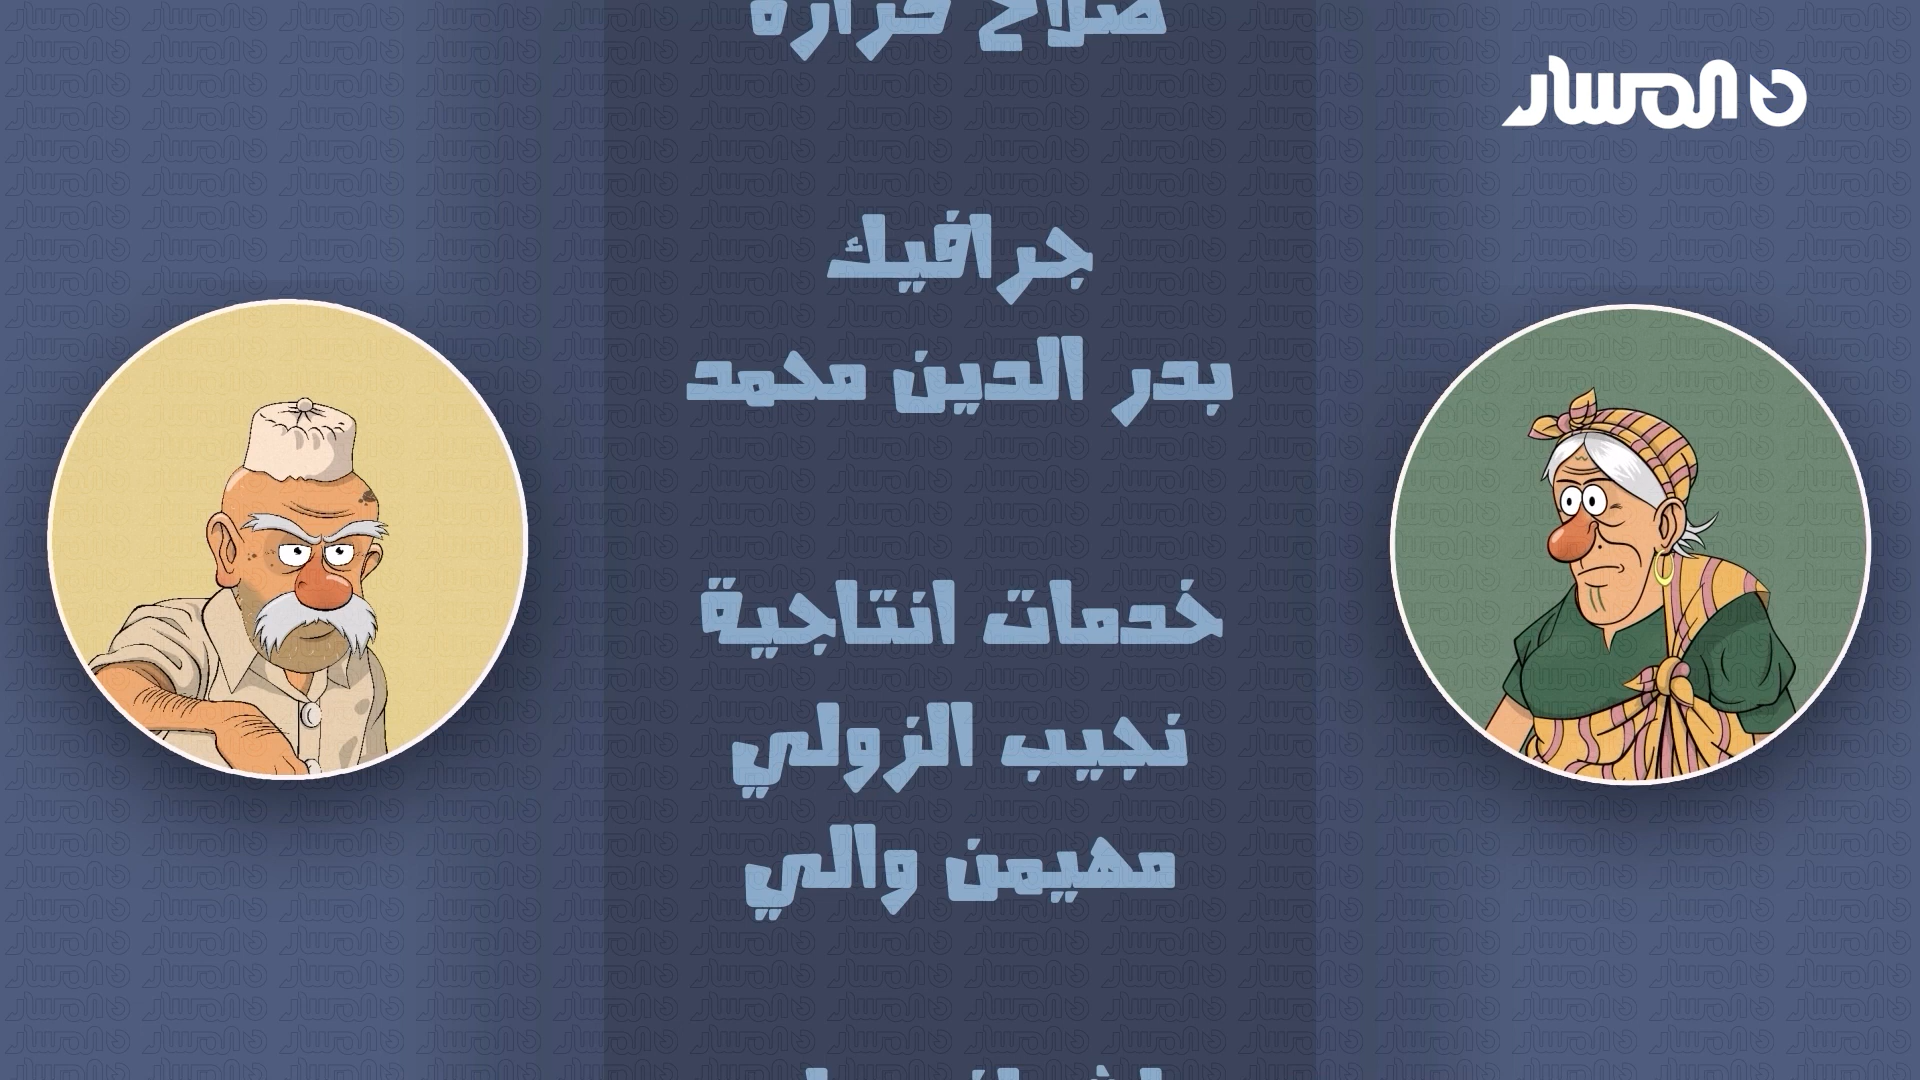 المسار
جرافيك
بدر الدين محمد
خدمات انتاجية
نجيب الزولي
مهيمن والي